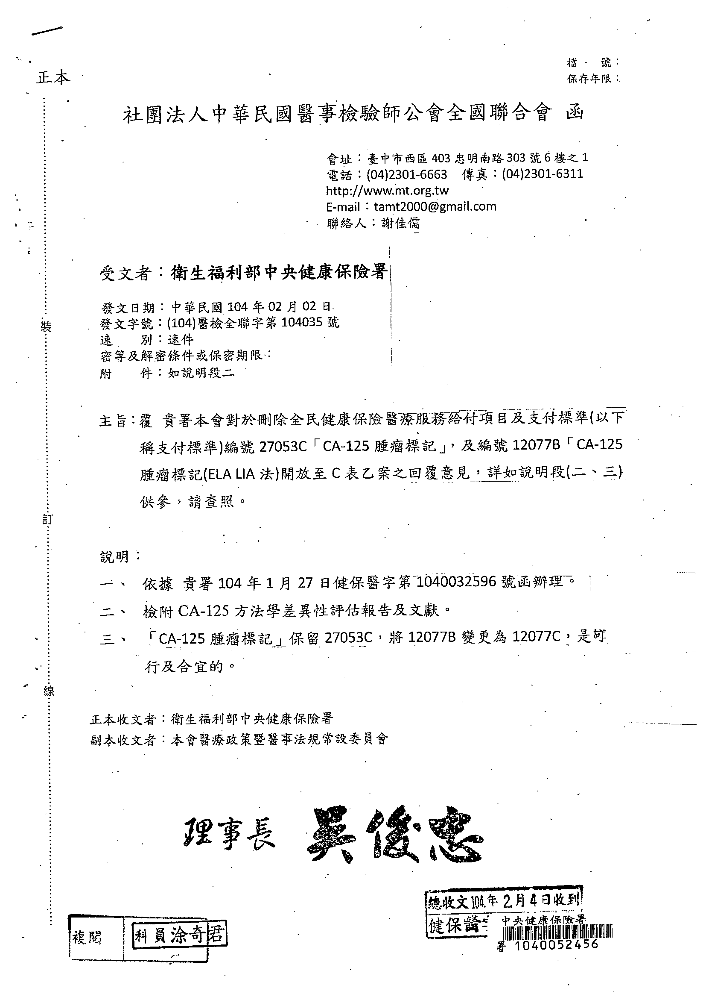 檔 號：
保存年限：
正本
社團法人中華民國醫事檢驗師公會全國聯合會 函
會址：臺中市西區 403 忠明南路 303 號 6 樓之 1
電話：(04)2301-6663 傳真：(04)2301-6311
http://www.mt.org.tw
E-mail：tamt2000@gmail.com
聯絡人：謝佳儒
受文者：衛生福利部中央健康保險署
發文日期：中華民國 104 年 02 月 02 日
發文字號：(104)醫檢全聯字第 104035 號
速 別：速件
密等及解密條件或保密期限：
附 件：如說明段二
主旨：覆 貴署本會對於刪除全民健康保險醫療服務給付項目及支付標準(以下
稱支付標準)編號 27053C「CA-125 腫瘤標記」，及編號 12077B「CA-125
腫瘤標記(ELA LIA 法)開放至 C 表乙案之回覆意見，詳如說明段(二、三)
供參，請查照。
說明：
一、 依據 貴署 104 年 1 月 27 日健保醫字第 1040032596 號函辦理。
二、 檢附 CA-125 方法學差異性評估報告及文獻。
三、 「CA-125 腫瘤標記」保留 27053C，將 12077B 變更為 12077C，是可
行及合宜的。
正本收文者：衛生福利部中央健康保險署
副本收文者：本會醫療政策暨醫事法規常設委員會
裝
訂
線
理事長 吳俊忠
總收文104.年 2 月 4 日收到
健保醫
中央健康保險署
署 1040052456
複閱
科員涂奇君